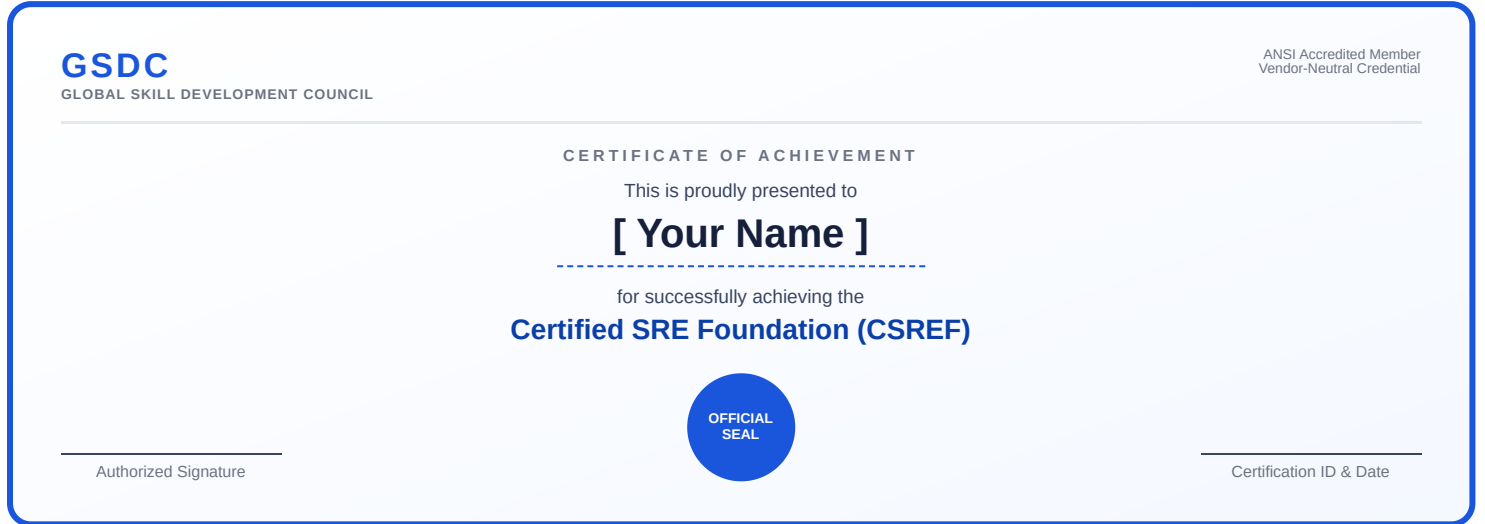 GSDC
GLOBAL SKILL DEVELOPMENT COUNCIL
ANSI Accredited Member
Vendor-Neutral Credential
CERTIFICATE OF ACHIEVEMENT
This is proudly presented to
[ Your Name ]
for successfully achieving the
Certified SRE Foundation (CSREF)
OFFICIAL
SEAL
Authorized Signature
Certification ID & Date